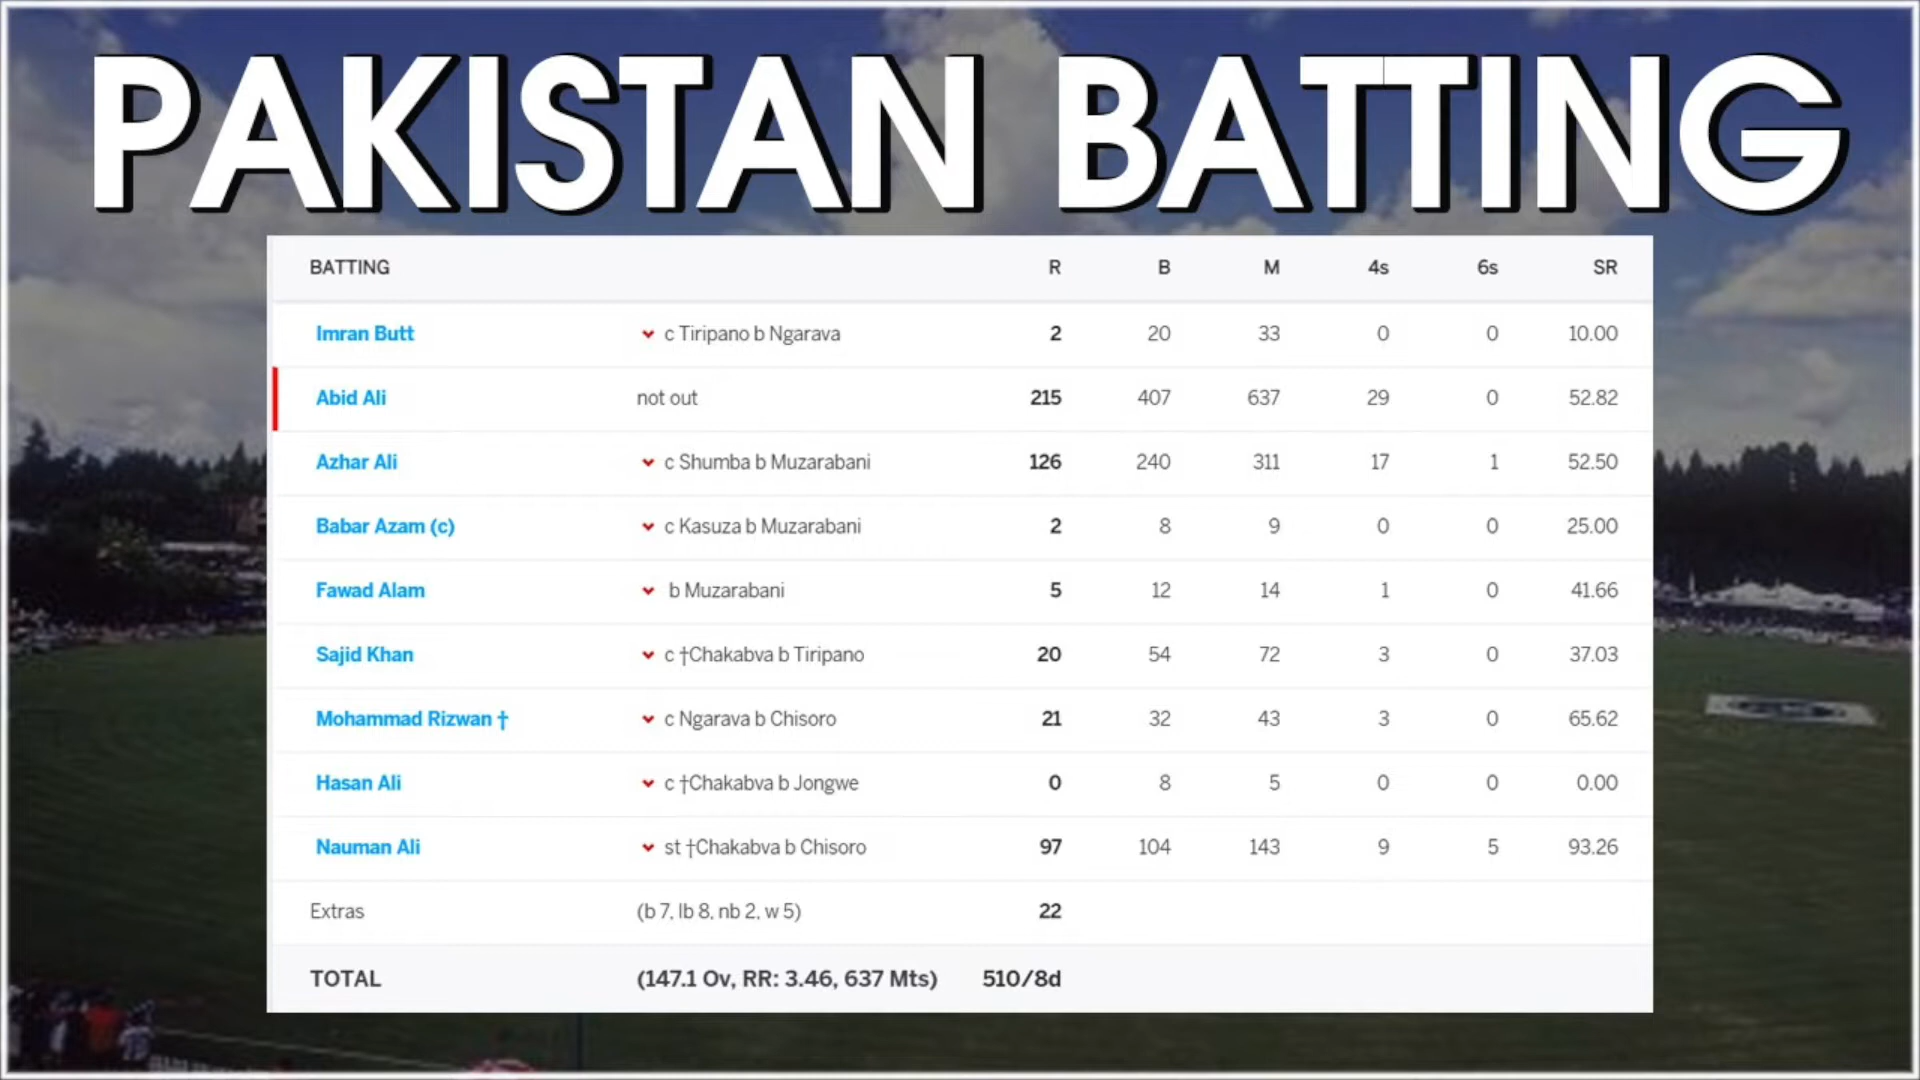 PAKISTAN BATTING
BATTING R B M 4s 6s SR
Imran Butt c Tiripano b Ngarava 2 20 33 0 0 10.00
Abid Ali not out 215 407 637 29 0 52.82
Azhar Ali c Shumba b Muzarabani 126 240 311 17 1 52.50
Babar Azam (c) c Kasuza b Muzarabani 2 8 9 0 0 25.00
Fawad Alam b Muzarabani 5 12 14 1 0 41.66
Sajid Khan c †Chakabva b Tiripano 20 54 72 3 0 37.03
Mohammad Rizwan † c Ngarava b Chisoro 21 32 43 3 0 65.62
Hasan Ali c †Chakabva b Jongwe 0 8 5 0 0 0.00
Nauman Ali st †Chakabva b Chisoro 97 104 143 9 5 93.26
Extras (b 7, lb 8, nb 2, w 5) 22
TOTAL (147.1 Ov, RR: 3.46, 637 Mts) 510/8d